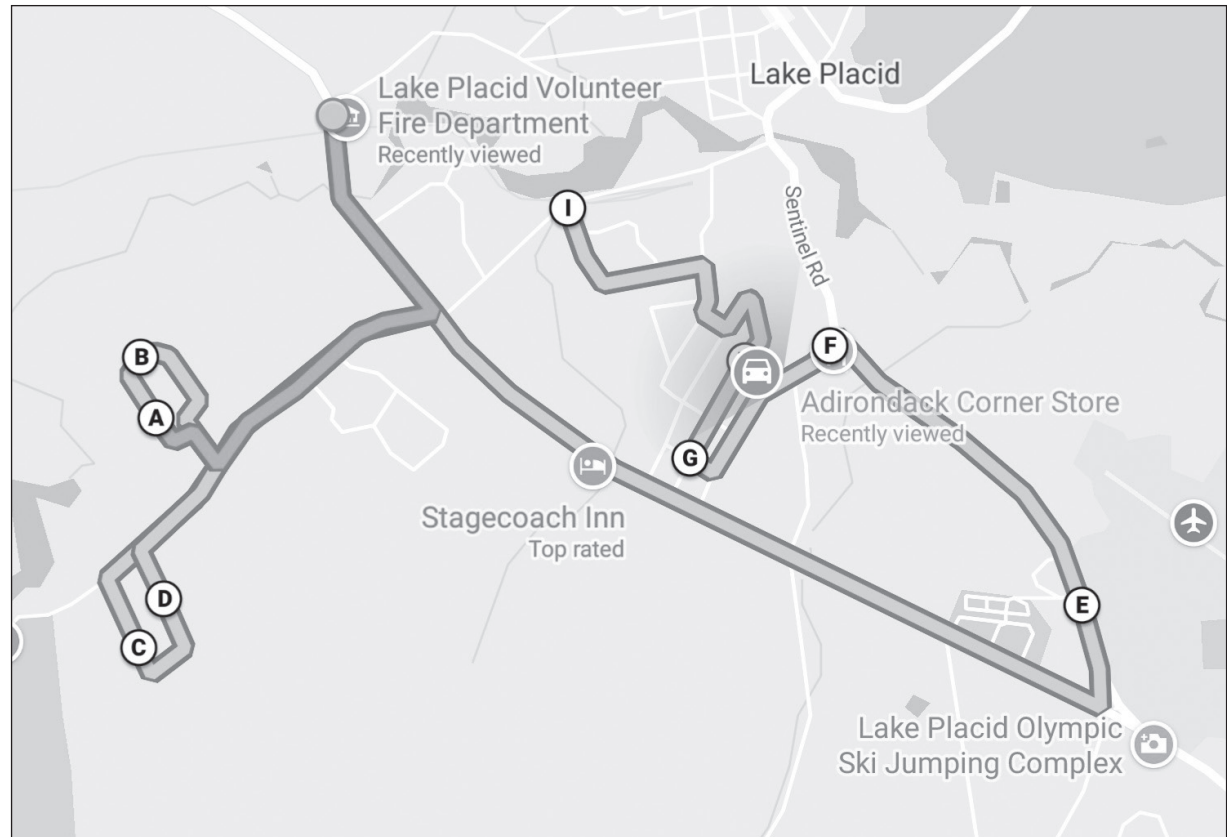 Lake Placid
Lake Placid Volunteer
Fire Department
Recently viewed
I
Sentinel Rd
B
F
A
Adirondack Corner Store
Recently viewed
G
Stagecoach Inn
Top rated
D
E
C
Lake Placid Olympic
Ski Jumping Complex